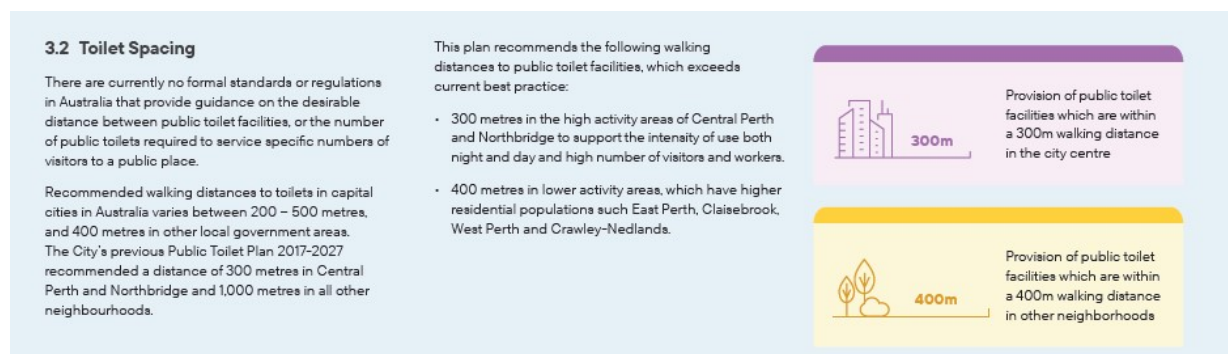 3.2 Toilet Spacing
There are currently no formal standards or regulations
in Australia that provide guidance on the desirable
distance between public toilet facilities, or the number
of public toilets required to service specific numbers of
visitors to a public place.
Recommended walking distances to toilets in capital
cities in Australia varies between 200 – 500 metres,
and 400 metres in other local government areas.
The City's previous Public Toilet Plan 2017-2027
recommended a distance of 300 metres in Central
Perth and Northbridge and 1,000 metres in all other
neighbourhoods.
This plan recommends the following walking
distances to public toilet facilities, which exceeds
current best practice:
• 300 metres in the high activity areas of Central Perth
and Northbridge to support the intensity of use both
night and day and high number of visitors and workers.
• 400 metres in lower activity areas, which have higher
residential populations such East Perth, Claisebrook,
West Perth and Crawley-Nedlands.
300m
Provision of public toilet
facilities which are within
a 300m walking distance
in the city centre
400m
Provision of public toilet
facilities which are within
a 400m walking distance
in other neighborhoods